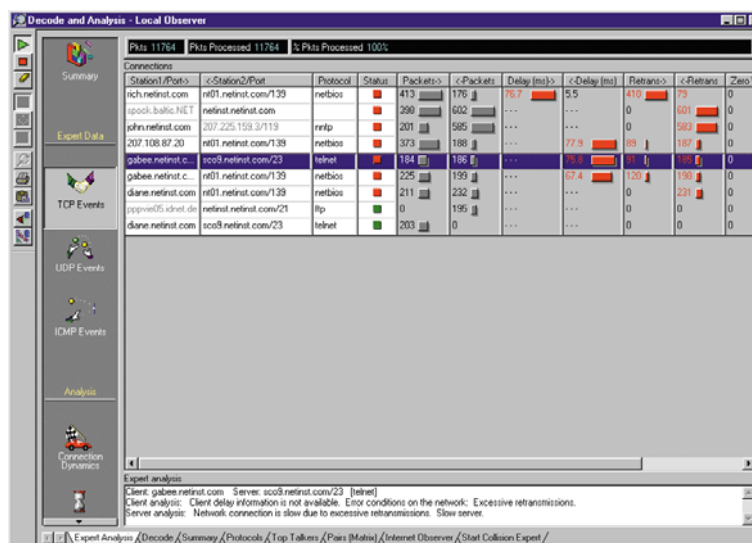 Decode and Analysis - Local Observer
Pkts 11764 Pkts Processed 11764 % Pkts Processed 100%
Summary
Expert Data
TCP Events
UDP Events
ICMP Events
Analysis
Connection Dynamics
Connections
Station1/Port-> <-Station2/Port Protocol Status Packets-> <-Packets Delay (ms)-> <-Delay (ms) Retrans-> <-Retrans Zero
rich.netinst.com nt01.netinst.com/139 netbios 413 176 76.7 5.5 410 79 0
spock.baltic.NET netinst.netinst.com 390 602 --- --- 0 601 0
john.netinst.com 207.225.159.3/119 nntp 201 585 --- --- 0 583 0
207.108.87.20 nt01.netinst.com/139 netbios 373 188 --- 77.9 89 187 0
gabee.netinst.c... sco9.netinst.com/23 telnet 184 186 --- 75.8 91 185 0
gabee.netinst.c... nt01.netinst.com/139 netbios 225 199 --- 67.4 120 198 0
diane.netinst.com nt01.netinst.com/139 netbios 211 232 --- --- 0 231 0
pppvie05.idnet.de netinst.netinst.com/21 ftp 0 195 --- --- 0 0 0
diane.netinst.com sco9.netinst.com/23 telnet 203 0 --- --- 0 0 0
Expert analysis
Client: gabee.netinst.com Server: sco9.netinst.com/23 [telnet]
Client analysis: Client delay information is not available. Error conditions on the network: Excessive retransmissions.
Server analysis: Network connection is slow due to excessive retransmissions. Slow server.
Expert Analysis Decode Summary Protocols Top Talkers Pairs (Matrix) Internet Observer Start Collision Expert